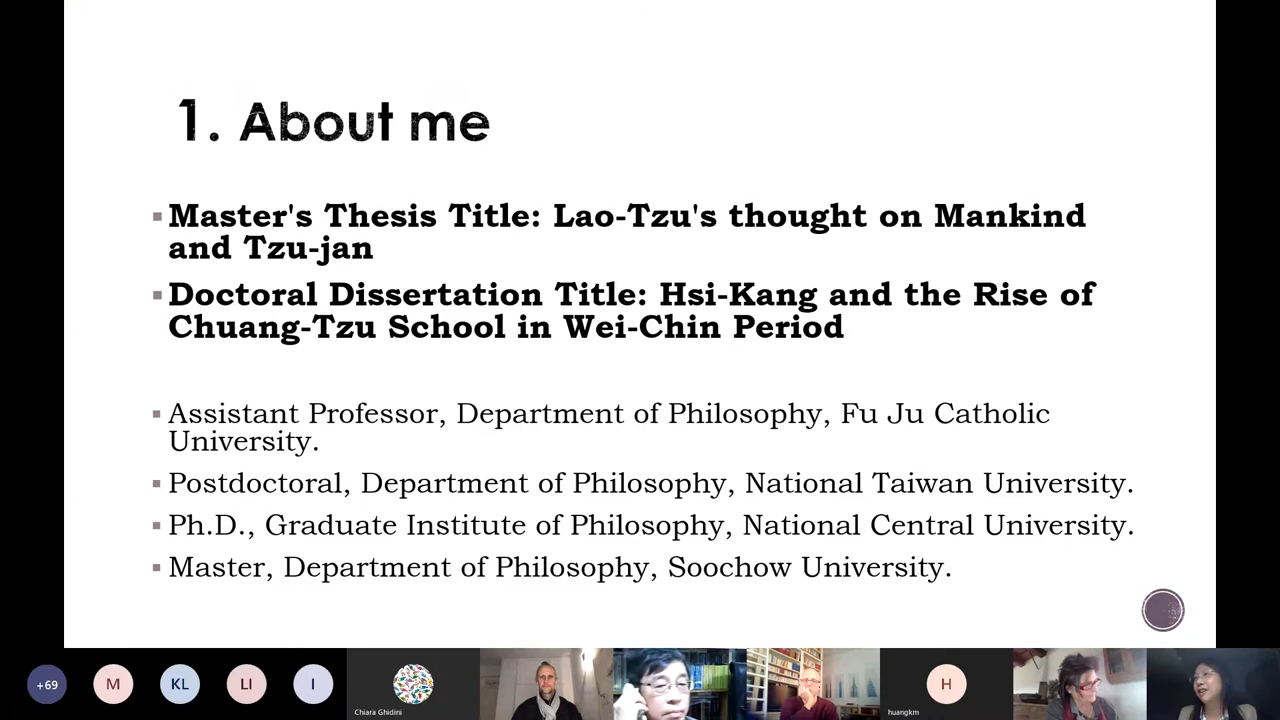 1. About me
Master's Thesis Title: Lao-Tzu's thought on Mankind
and Tzu-jan
Doctoral Dissertation Title: Hsi-Kang and the Rise of
Chuang-Tzu School in Wei-Chin Period
Assistant Professor, Department of Philosophy, Fu Ju Catholic
University.
Postdoctoral, Department of Philosophy, National Taiwan University.
Ph.D., Graduate Institute of Philosophy, National Central University.
Master, Department of Philosophy, Soochow University.
+69
M
KL
LI
I
Chiara Ghidini
H
huangkm